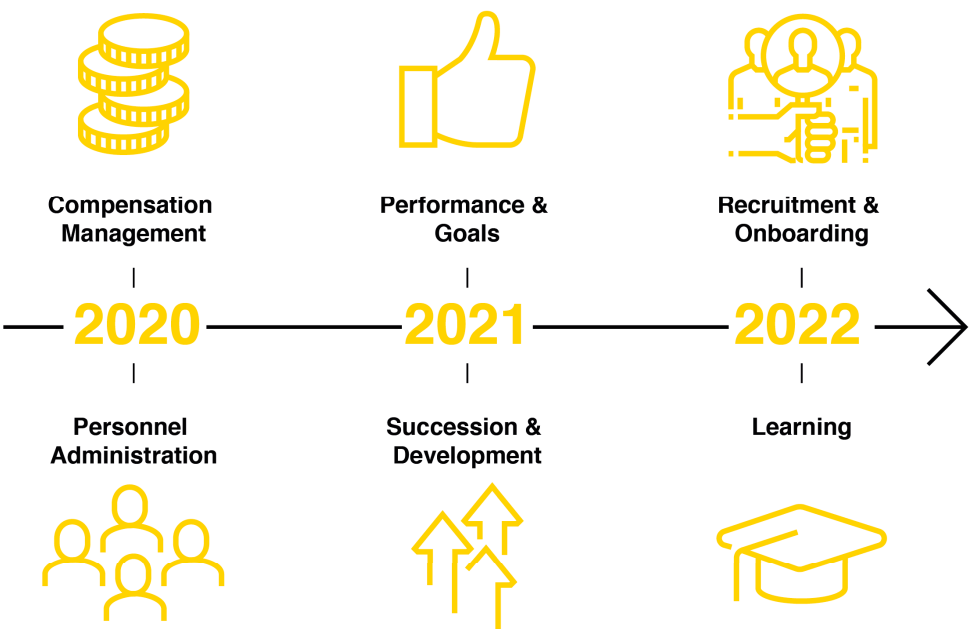 Compensation
Management
Performance &
Goals
Recruitment &
Onboarding
2020
2021
2022
Personnel
Administration
Succession &
Development
Learning